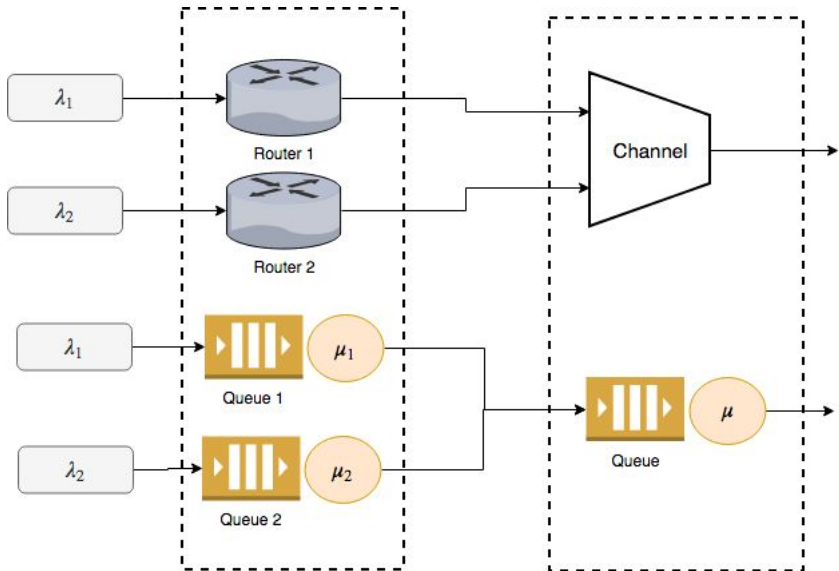 λ₁
Router 1
Channel
λ₂
Router 2
λ₁
μ₁
Queue 1
μ
λ₂
μ₂
Queue
Queue 2